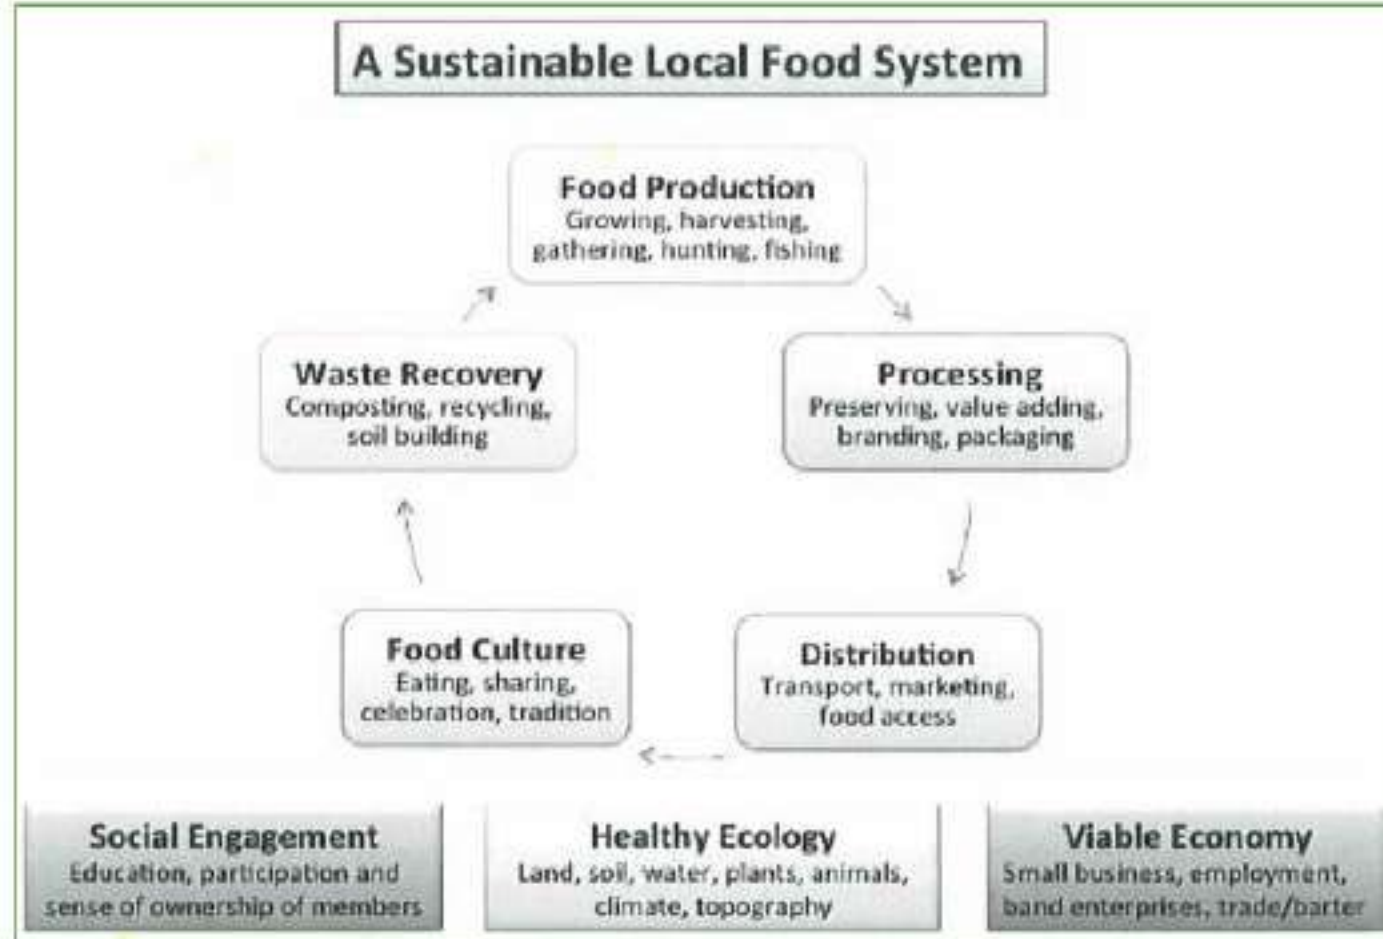 A Sustainable Local Food System
Food Production
Growing, harvesting,
gathering, hunting, fishing
Processing
Preserving, value adding,
branding, packaging
Distribution
Transport, marketing,
food access
Food Culture
Eating, sharing,
celebration, tradition
Waste Recovery
Composting, recycling,
soil building
Social Engagement
Education, participation and
sense of ownership of members
Healthy Ecology
Land, soil, water, plants, animals,
climate, topography
Viable Economy
Small business, employment,
band enterprises, trade/barter